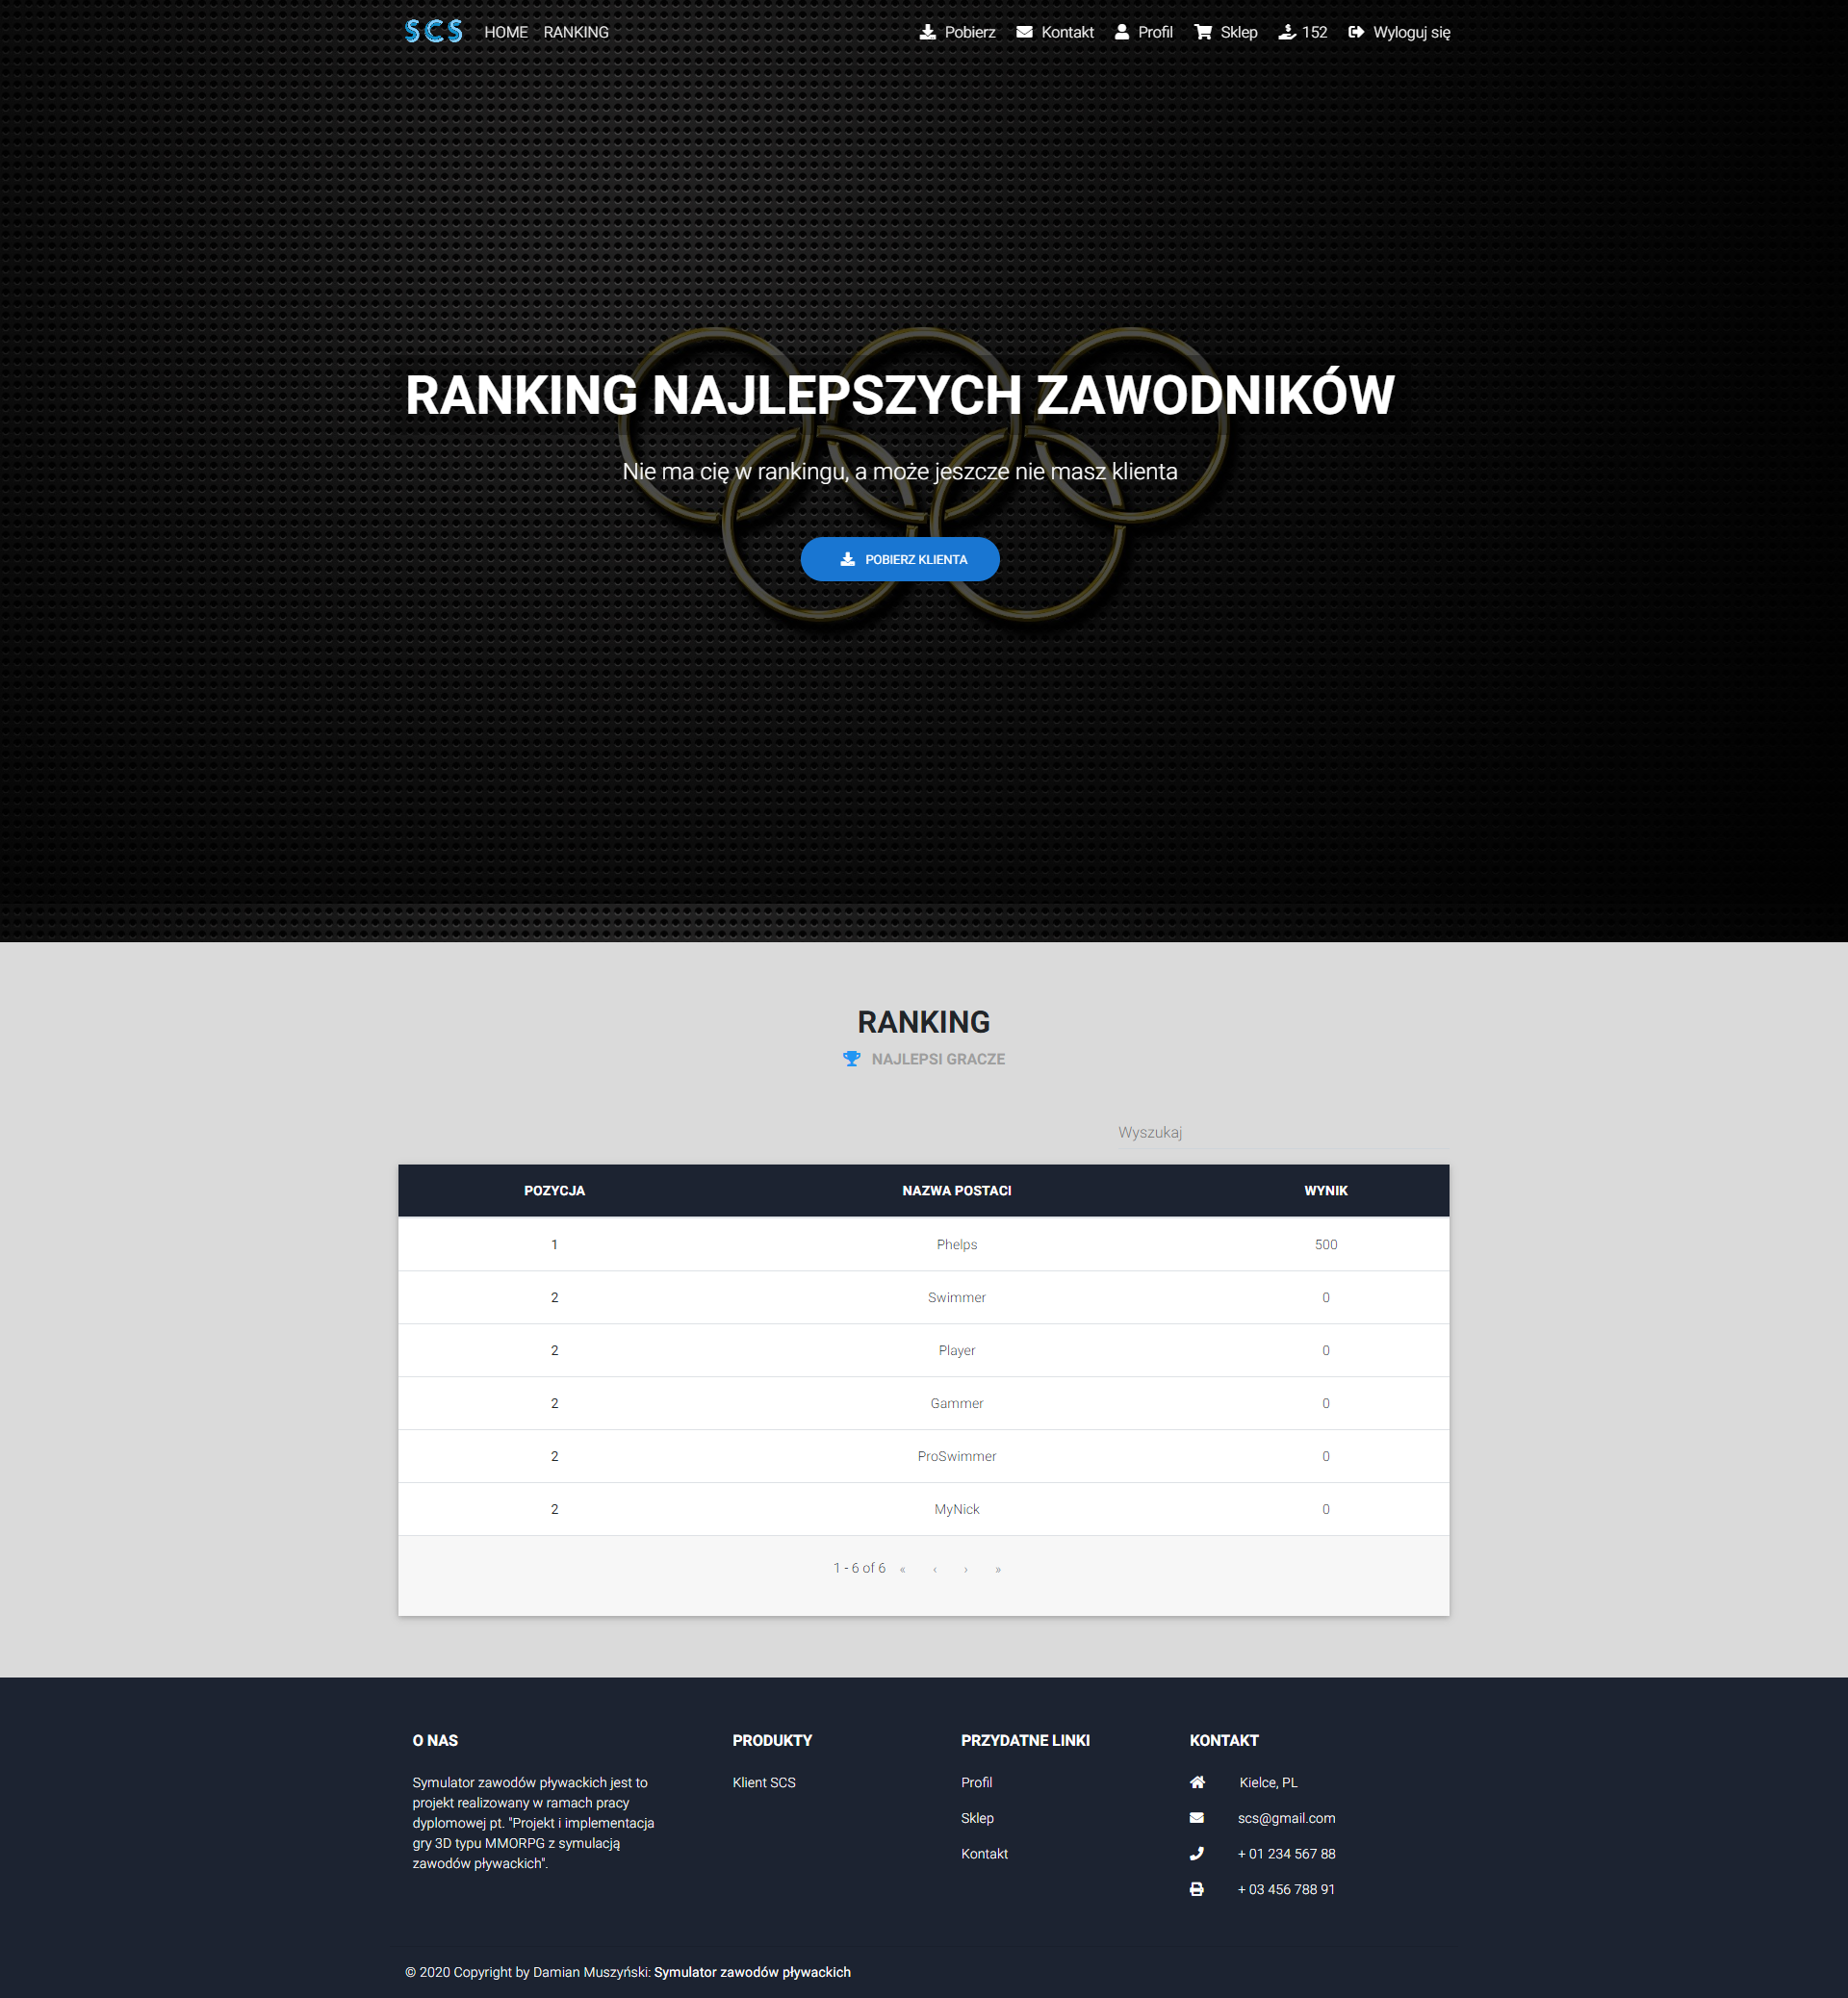 SCS HOME RANKING Pobierz Kontakt Profil Sklep 152 Wyloguj się
RANKING NAJLEPSZYCH ZAWODNIKÓW
Nie ma cię w rankingu, a może jeszcze nie masz klienta
POBIERZ KLIENTA
RANKING
NAJLEPSI GRACZE
Wyszukaj
POZYCJA NAZWA POSTACI WYNIK
1 Phelps 500
2 Swimmer 0
2 Player 0
2 Gammer 0
2 ProSwimmer 0
2 MyNick 0
1 - 6 of 6 « ‹ › »
O NAS
Symulator zawodów pływackich jest to
projekt realizowany w ramach pracy
dyplomowej pt. "Projekt i implementacja
gry 3D typu MMORPG z symulacją
zawodów pływackich".
PRODUKTY
Klient SCS
PRZYDATNE LINKI
Profil
Sklep
Kontakt
KONTAKT
Kielce, PL
scs@gmail.com
+ 01 234 567 88
+ 03 456 788 91
© 2020 Copyright by Damian Muszyński: Symulator zawodów pływackich